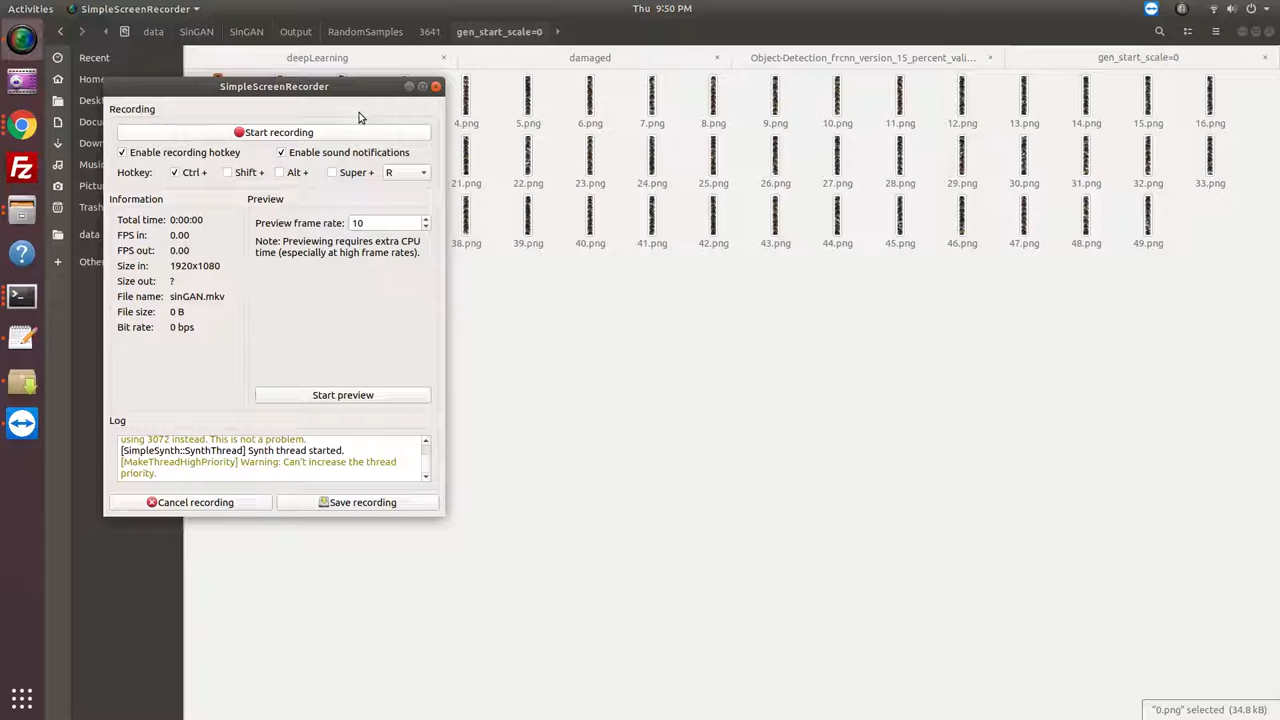 Activities
SimpleScreenRecorder
Thu 9:50 PM
data SinGAN SinGAN Output RandomSamples 3641 gen_start_scale=0
Recent
Home
Desk
Docu
Down
Music
Pictu
Trash
data
Other
deepLearning
damaged
Object-Detection_frcnn_version_15_percent_vali...
gen_start_scale=0
SimpleScreenRecorder
Recording
Start recording
Enable recording hotkey
Enable sound notifications
Hotkey: Ctrl + Shift + Alt + Super + R
Information
Total time: 0:00:00
FPS in: 0.00
FPS out: 0.00
Size in: 1920x1080
Size out: ?
File name: sinGAN.mkv
File size: 0 B
Bit rate: 0 bps
Preview
Preview frame rate: 10
Note: Previewing requires extra CPU
time (especially at high frame rates).
Start preview
Log
using 3072 instead. This is not a problem.
[SimpleSynth::SynthThread] Synth thread started.
[MakeThreadHighPriority] Warning: Can't increase the thread
priority.
Cancel recording
Save recording
4.png 5.png 6.png 7.png 8.png 9.png 10.png 11.png 12.png 13.png 14.png 15.png 16.png
21.png 22.png 23.png 24.png 25.png 26.png 27.png 28.png 29.png 30.png 31.png 32.png 33.png
38.png 39.png 40.png 41.png 42.png 43.png 44.png 45.png 46.png 47.png 48.png 49.png
"0.png" selected (34.8 kB)